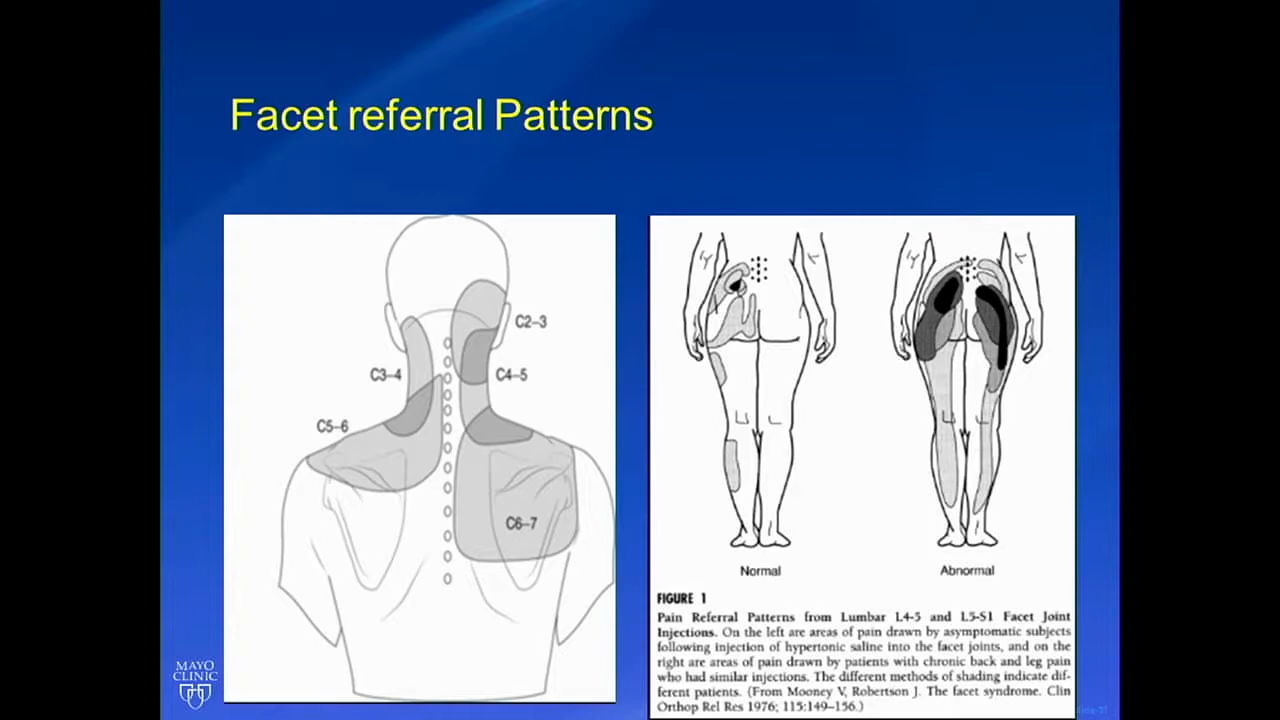 Facet referral Patterns
C2–3
C3–4
C4–5
C5–6
C6–7
Normal
Abnormal
FIGURE 1
Pain Referral Patterns from Lumbar L4-5 and L5-S1 Facet Joint
Injections. On the left are areas of pain drawn by asymptomatic subjects
following injection of hypertonic saline into the facet joints, and on the
right are areas of pain drawn by patients with chronic back and leg pain
who had similar injections. The different methods of shading indicate dif-
ferent patients. (From Mooney V, Robertson J. The facet syndrome. Clin
Orthop Rel Res 1976; 115:149–156.)
MAYO
CLINIC